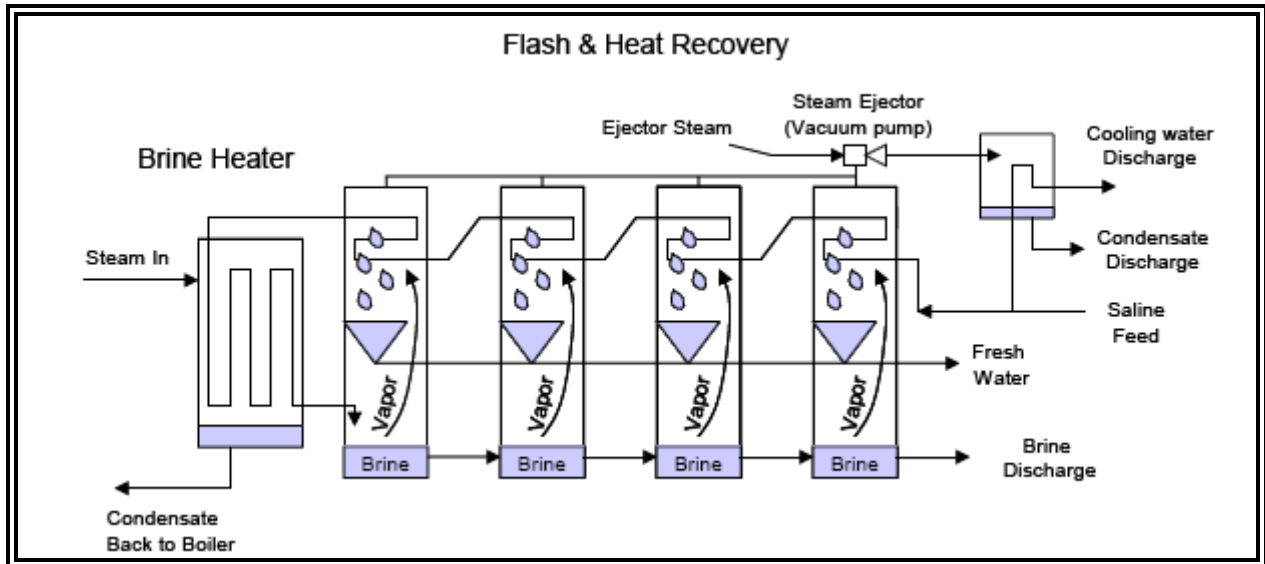 Flash & Heat Recovery
Steam Ejector
(Vacuum pump)
Ejector Steam
Cooling water
Discharge
Brine Heater
Steam In
Condensate
Discharge
Saline
Feed
Fresh
Water
Vapor
Vapor
Vapor
Vapor
Brine
Brine
Brine
Brine
Brine
Discharge
Condensate
Back to Boiler